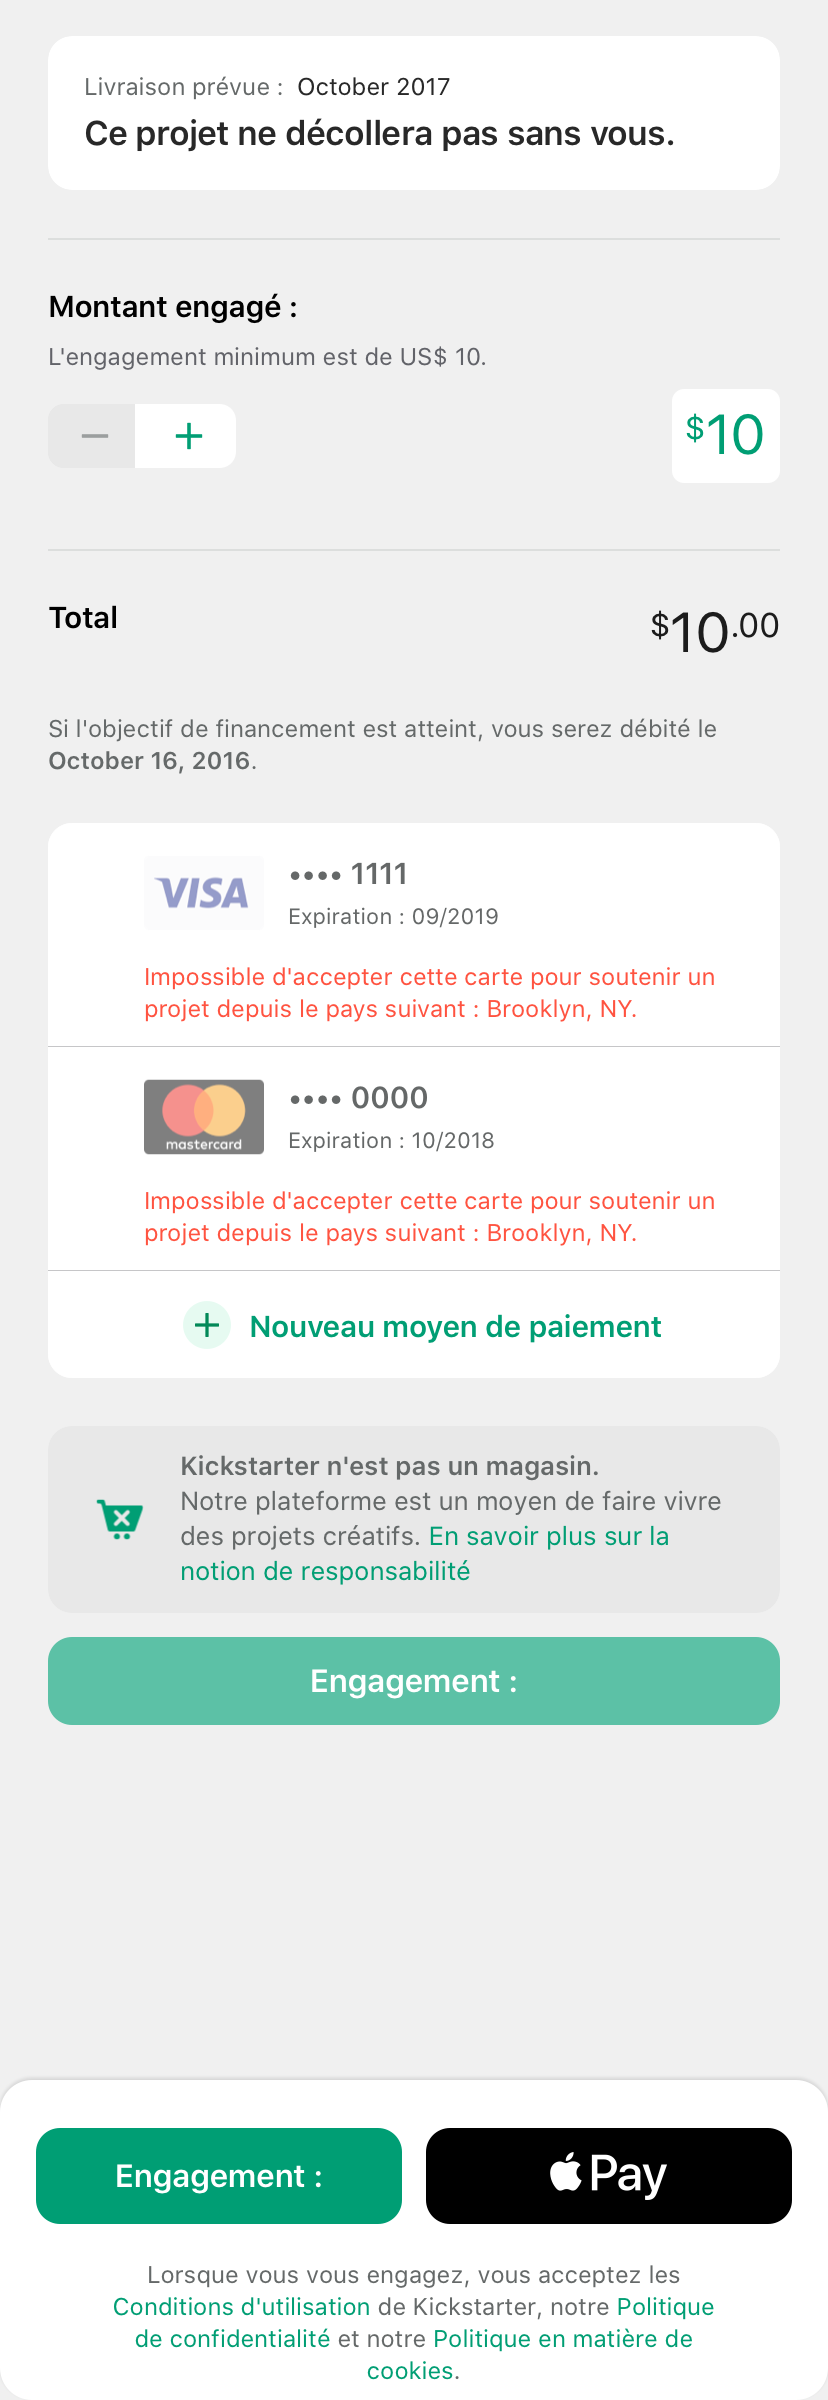 Livraison prévue : October 2017
Ce projet ne décollera pas sans vous.
Montant engagé :
L'engagement minimum est de US$ 10.
− +
$10
Total
$10.00
Si l'objectif de financement est atteint, vous serez débité le
October 16, 2016.
VISA
•••• 1111
Expiration : 09/2019
Impossible d'accepter cette carte pour soutenir un
projet depuis le pays suivant : Brooklyn, NY.
mastercard
•••• 0000
Expiration : 10/2018
Impossible d'accepter cette carte pour soutenir un
projet depuis le pays suivant : Brooklyn, NY.
+ Nouveau moyen de paiement
Kickstarter n'est pas un magasin.
Notre plateforme est un moyen de faire vivre
des projets créatifs. En savoir plus sur la
notion de responsabilité
Engagement :
Engagement :
Pay
Lorsque vous vous engagez, vous acceptez les
Conditions d'utilisation de Kickstarter, notre Politique
de confidentialité et notre Politique en matière de
cookies.